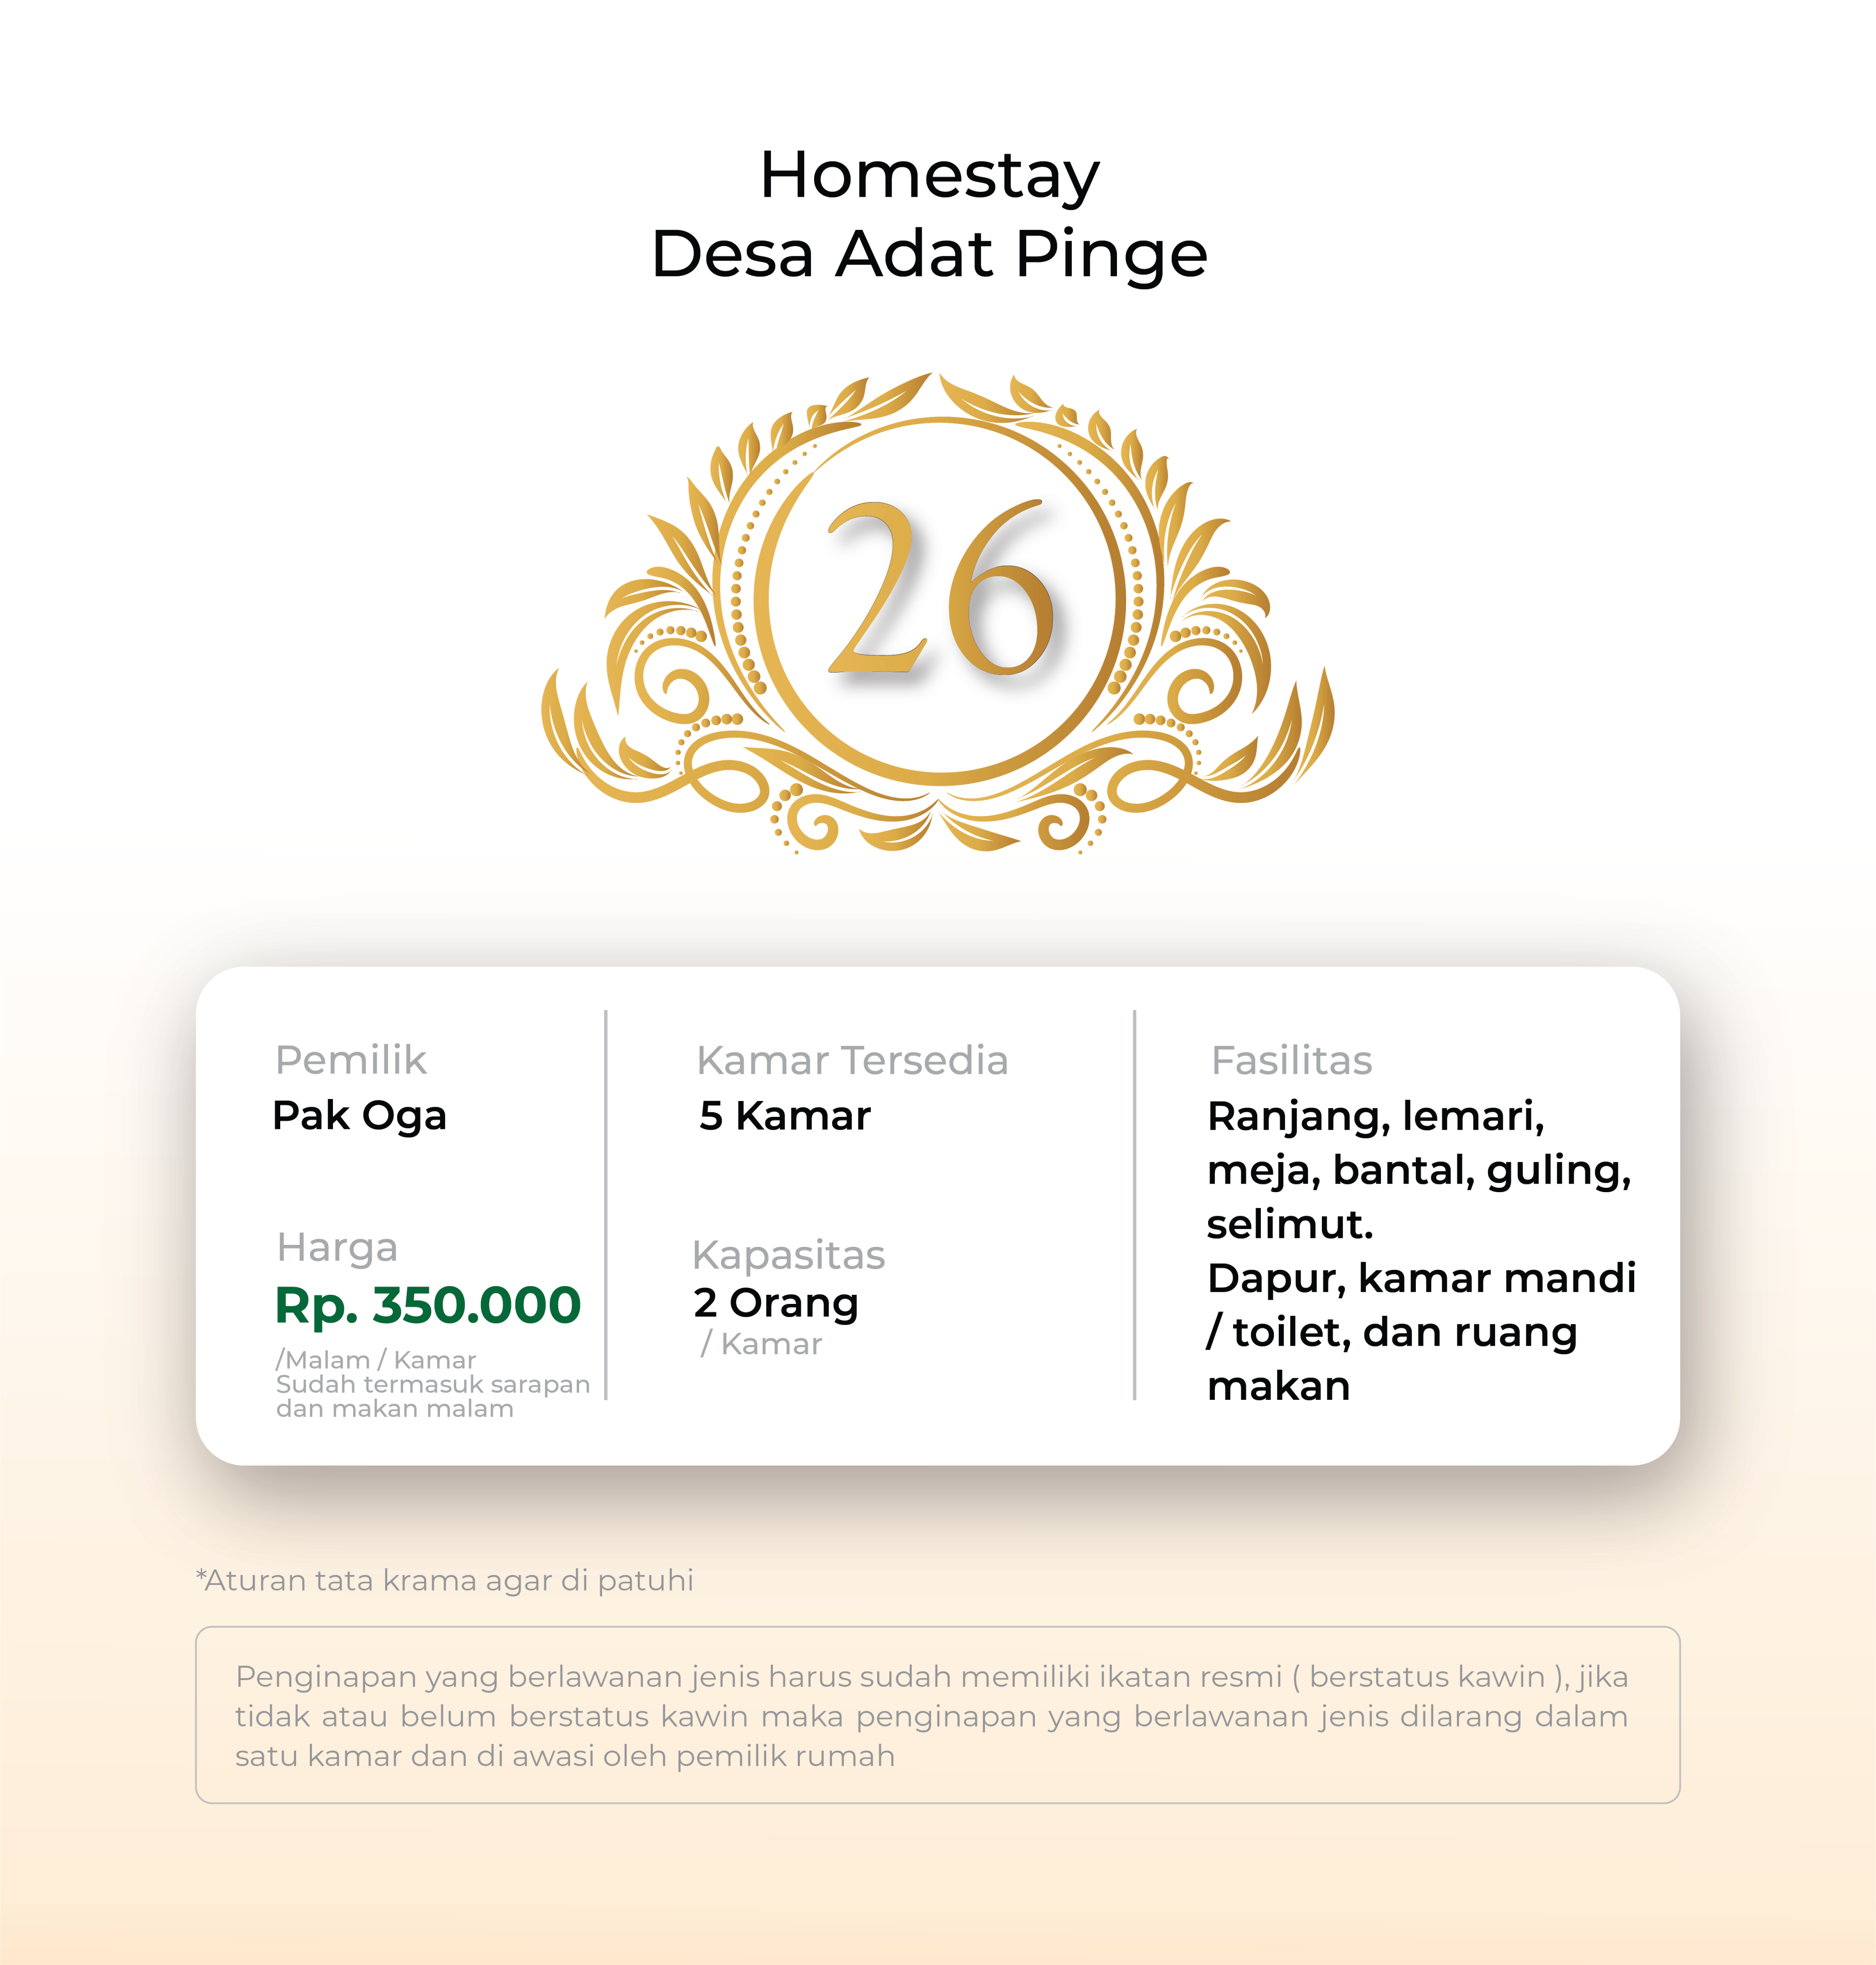 Homestay
Desa Adat Pinge
26
Pemilik
Pak Oga
Harga
Rp. 350.000
/Malam / Kamar
Sudah termasuk sarapan
dan makan malam
Kamar Tersedia
5 Kamar
Kapasitas
2 Orang
/ Kamar
Fasilitas
Ranjang, lemari,
meja, bantal, guling,
selimut.
Dapur, kamar mandi
/ toilet, dan ruang
makan
*Aturan tata krama agar di patuhi
Penginapan yang berlawanan jenis harus sudah memiliki ikatan resmi ( berstatus kawin ), jika
tidak atau belum berstatus kawin maka penginapan yang berlawanan jenis dilarang dalam
satu kamar dan di awasi oleh pemilik rumah